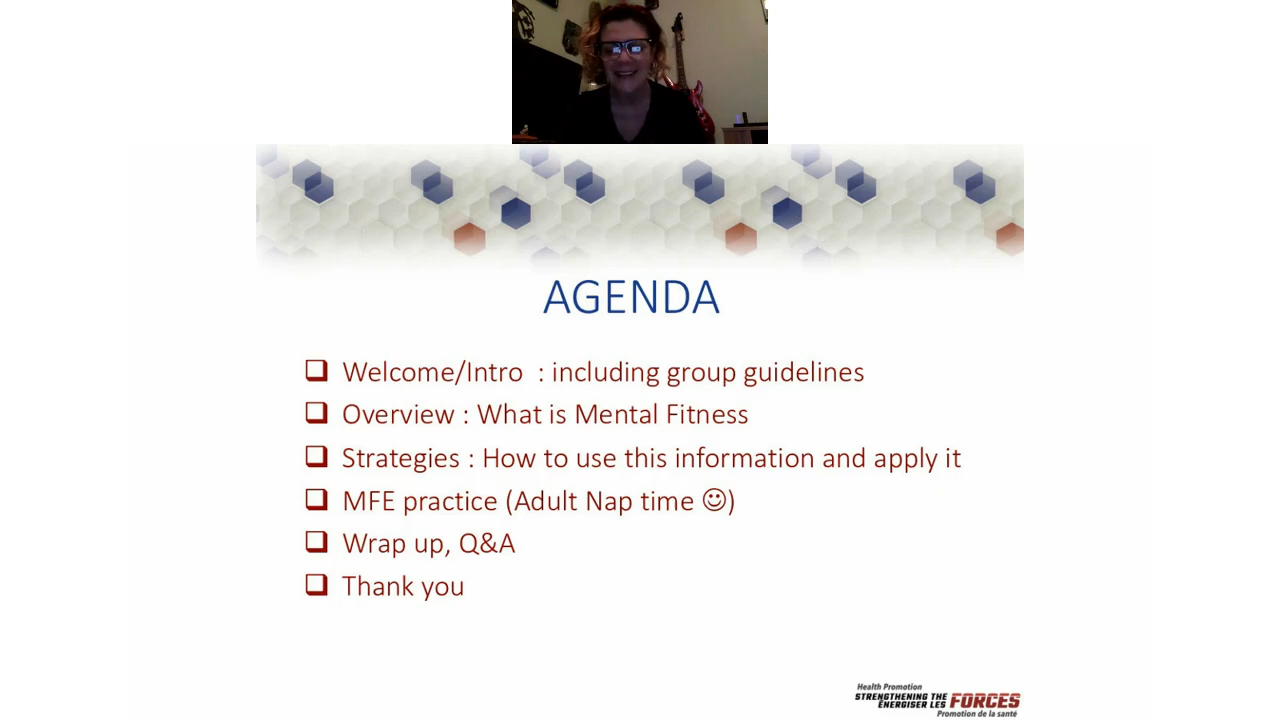 AGENDA
Welcome/Intro : including group guidelines
Overview : What is Mental Fitness
Strategies : How to use this information and apply it
MFE practice (Adult Nap time ☺)
Wrap up, Q&A
Thank you
Health Promotion
STRENGTHENING THE
ÉNERGISER LES FORCES
Promotion de la santé